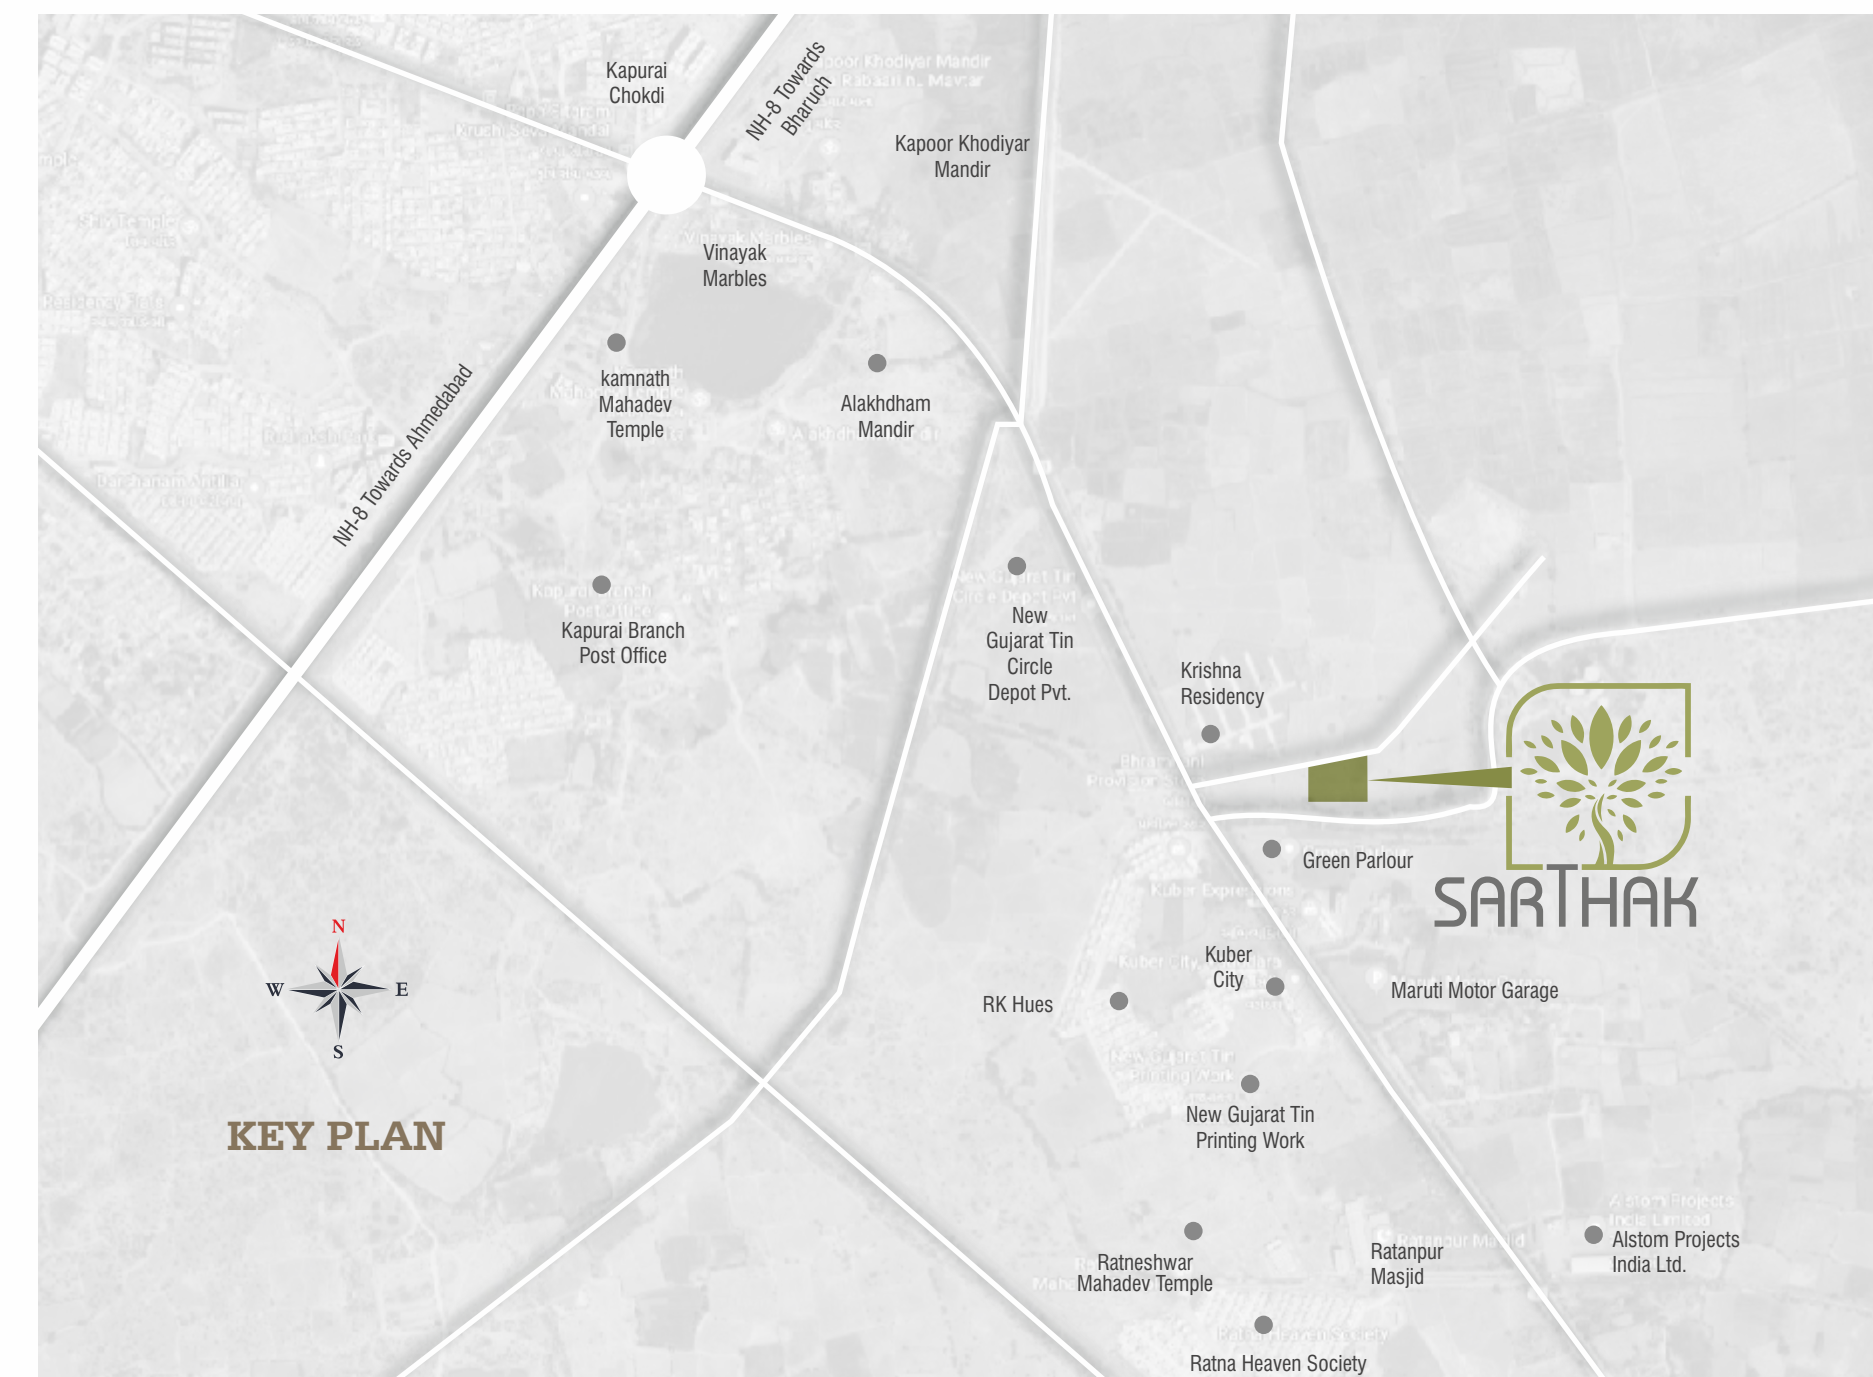 Kapurai
Chokdi
NH-8 Towards
Bharuch
Kapoor Khodiyar
Mandir
Vinayak
Marbles
kamnath
Mahadev
Temple
Alakhdham
Mandir
NH-8 Towards Ahmedabad
Kapurai Branch
Post Office
New
Gujarat Tin
Circle
Depot Pvt.
Krishna
Residency
Green Parlour
SARTHAK
Kuber
City
RK Hues
Maruti Motor Garage
N
W
E
S
KEY PLAN
New Gujarat Tin
Printing Work
Ratneshwar
Mahadev Temple
Ratanpur
Masjid
Alstom Projects
India Ltd.
Ratna Heaven Society